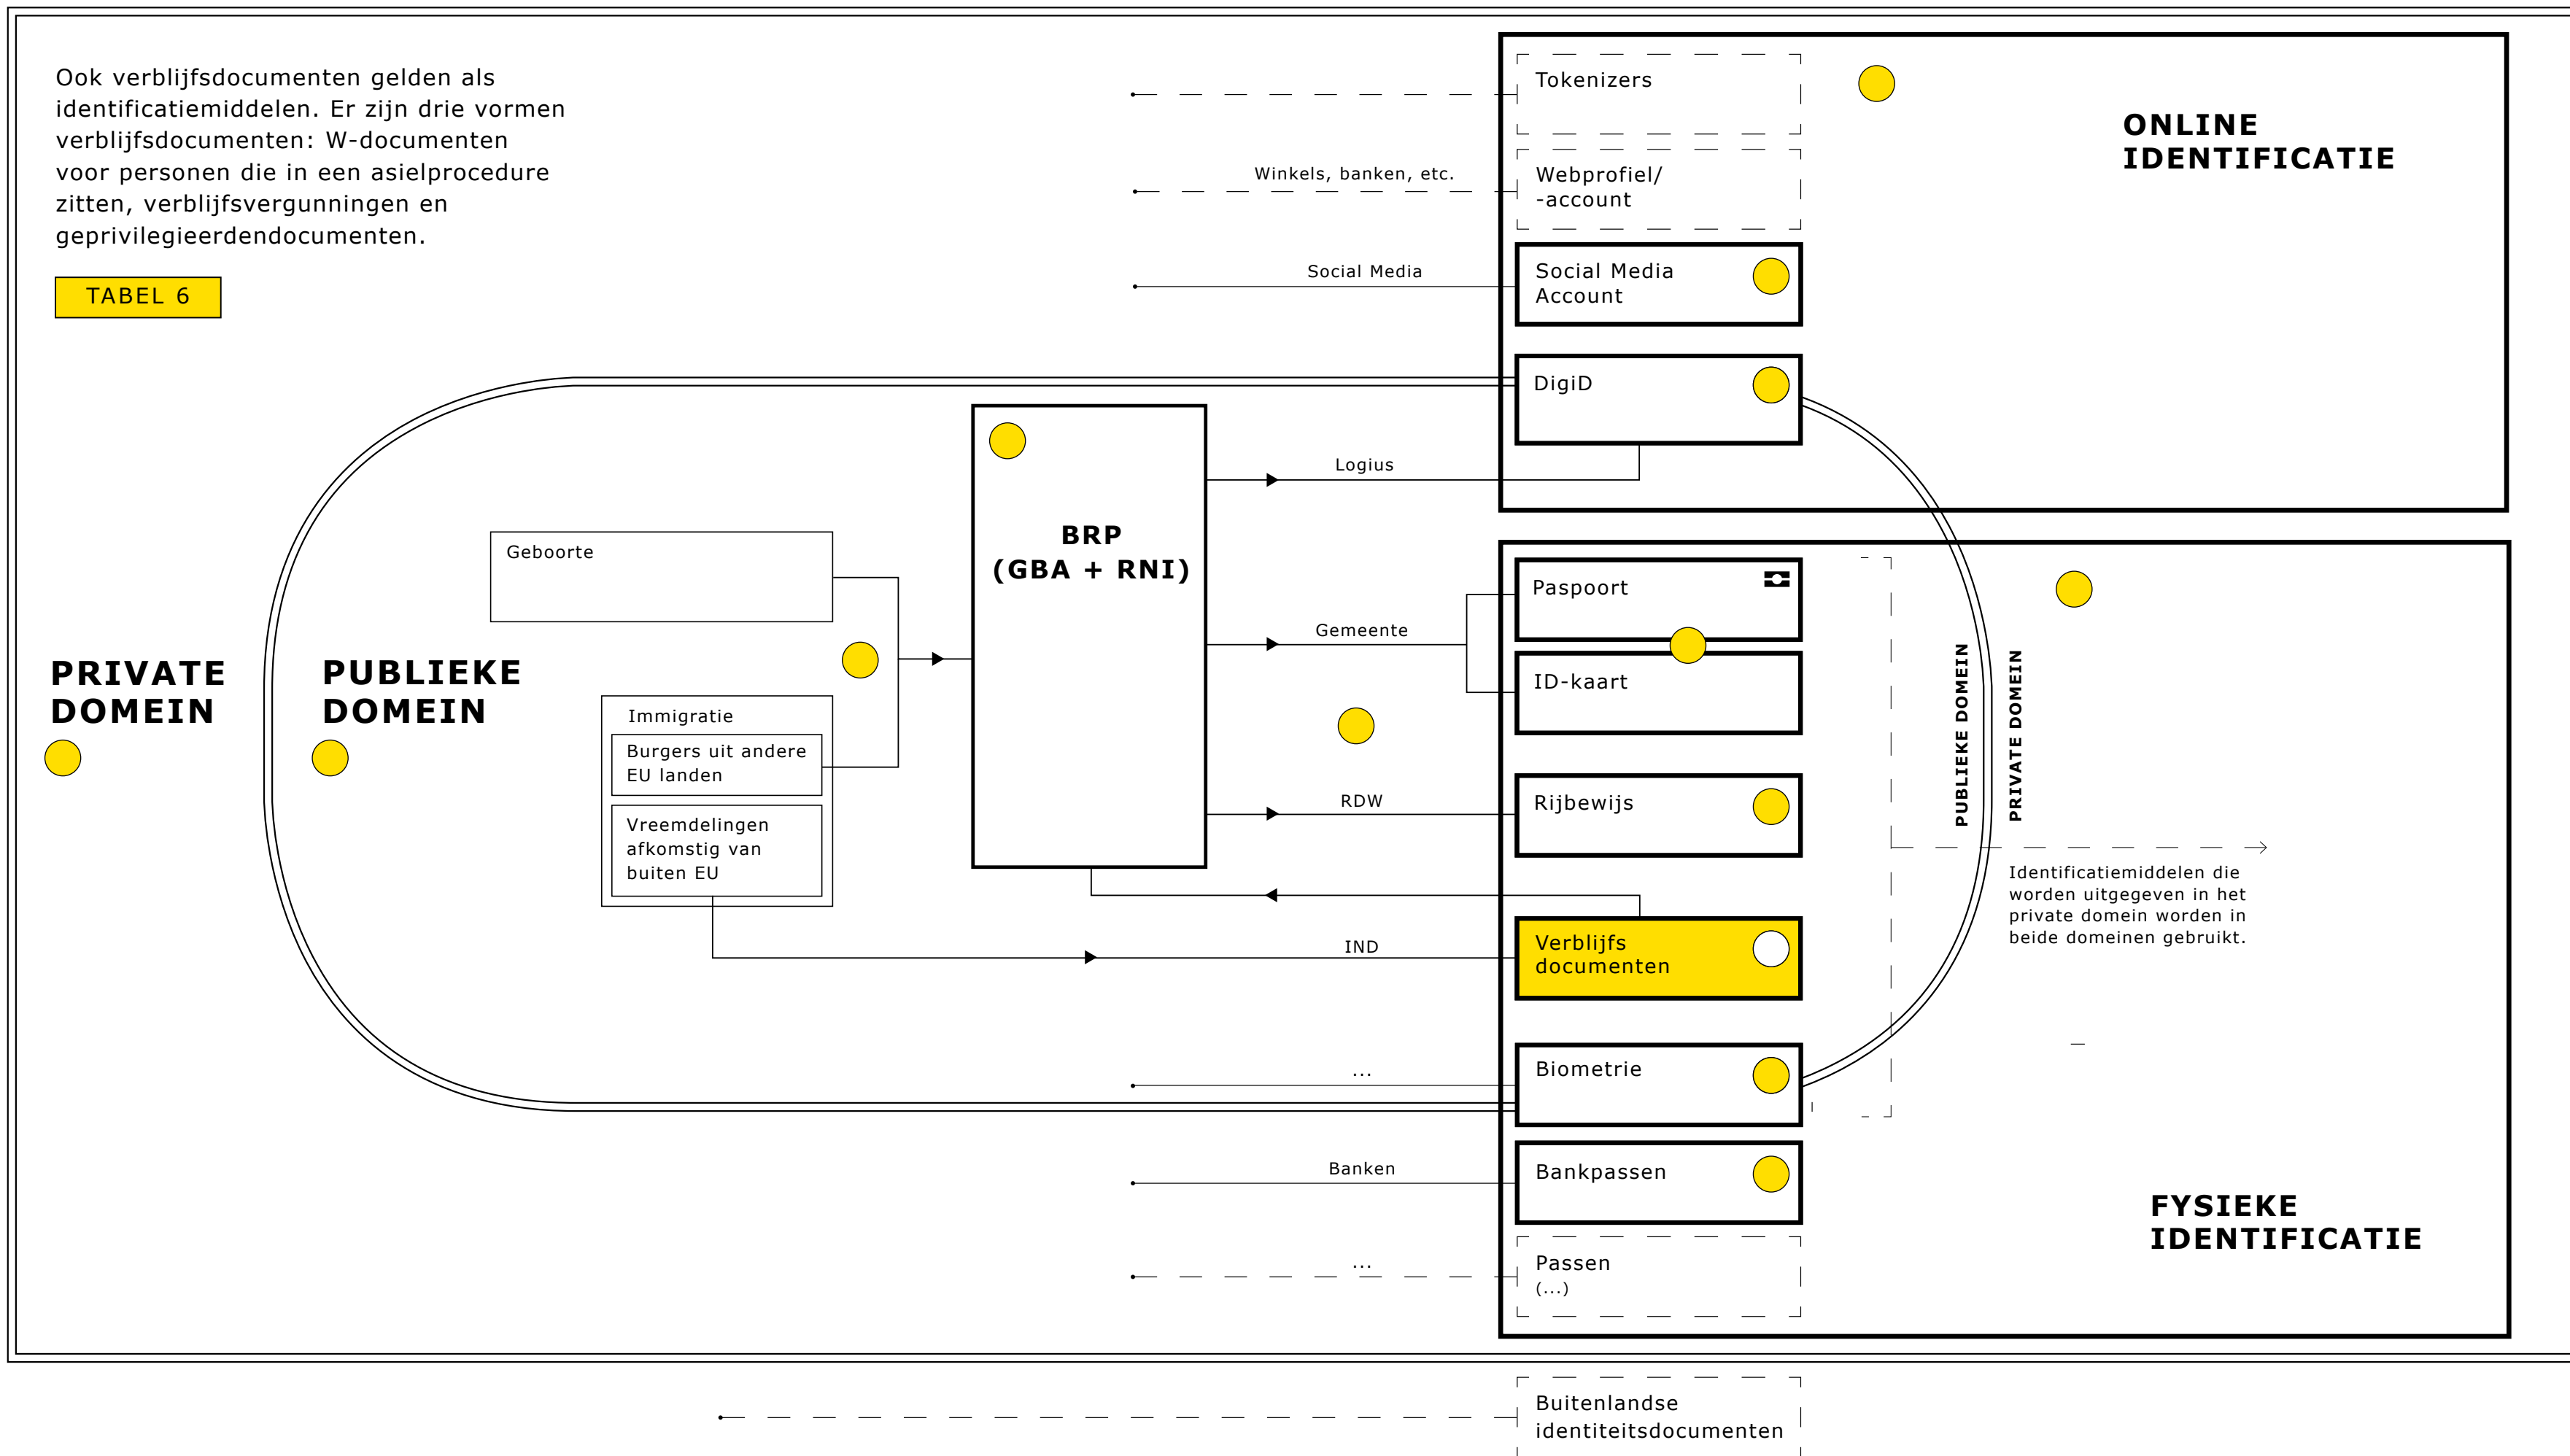 Ook verblijfsdocumenten gelden als
identificatiemiddelen. Er zijn drie vormen
verblijfsdocumenten: W-documenten
voor personen die in een asielprocedure
zitten, verblijfsvergunningen en
geprivilegieerdendocumenten.
TABEL 6
PRIVATE
DOMEIN
PUBLIEKE
DOMEIN
Geboorte
Immigratie
Burgers uit andere
EU landen
Vreemdelingen
afkomstig van
buiten EU
BRP
(GBA + RNI)
Winkels, banken, etc.
Social Media
Logius
Gemeente
RDW
IND
...
Banken
...
ONLINE
IDENTIFICATIE
Tokenizers
Webprofiel/
-account
Social Media
Account
DigiD
Paspoort
ID-kaart
Rijbewijs
Verblijfs
documenten
Biometrie
Bankpassen
Passen
(...)
PUBLIEKE DOMEIN
PRIVATE DOMEIN
Identificatiemiddelen die
worden uitgegeven in het
private domein worden in
beide domeinen gebruikt.
FYSIEKE
IDENTIFICATIE
Buitenlandse
identiteitsdocumenten